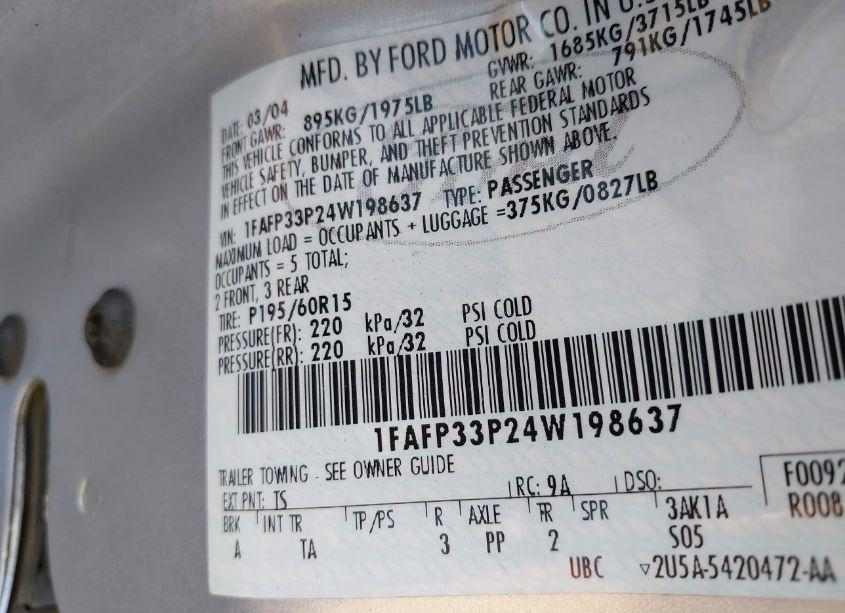 MFD. BY FORD MOTOR CO. IN U.S.
DATE: 03/04 GVWR: 1685KG/3715LB
FRONT GAWR: 895KG/1975LB REAR GAWR: 791KG/1745LB
THIS VEHICLE CONFORMS TO ALL APPLICABLE FEDERAL MOTOR
VEHICLE SAFETY, BUMPER, AND THEFT PREVENTION STANDARDS
IN EFFECT ON THE DATE OF MANUFACTURE SHOWN ABOVE.
VIN: 1FAFP33P24W198637 TYPE: PASSENGER
MAXIMUM LOAD = OCCUPANTS + LUGGAGE =375KG/0827LB
OCCUPANTS = 5 TOTAL;
2 FRONT, 3 REAR
TIRE: P195/60R15
PRESSURE(FR): 220 kPa/32 PSI COLD
PRESSURE(RR): 220 kPa/32 PSI COLD
1FAFP33P24W198637
TRAILER TOWING - SEE OWNER GUIDE
EXT PNT: TS RC: 9A DSO: F0092
BRK INT TR TP/PS R AXLE TR SPR 3AK1A R008
A TA 3 PP 2 S05
UBC ▽2U5A-5420472-AA